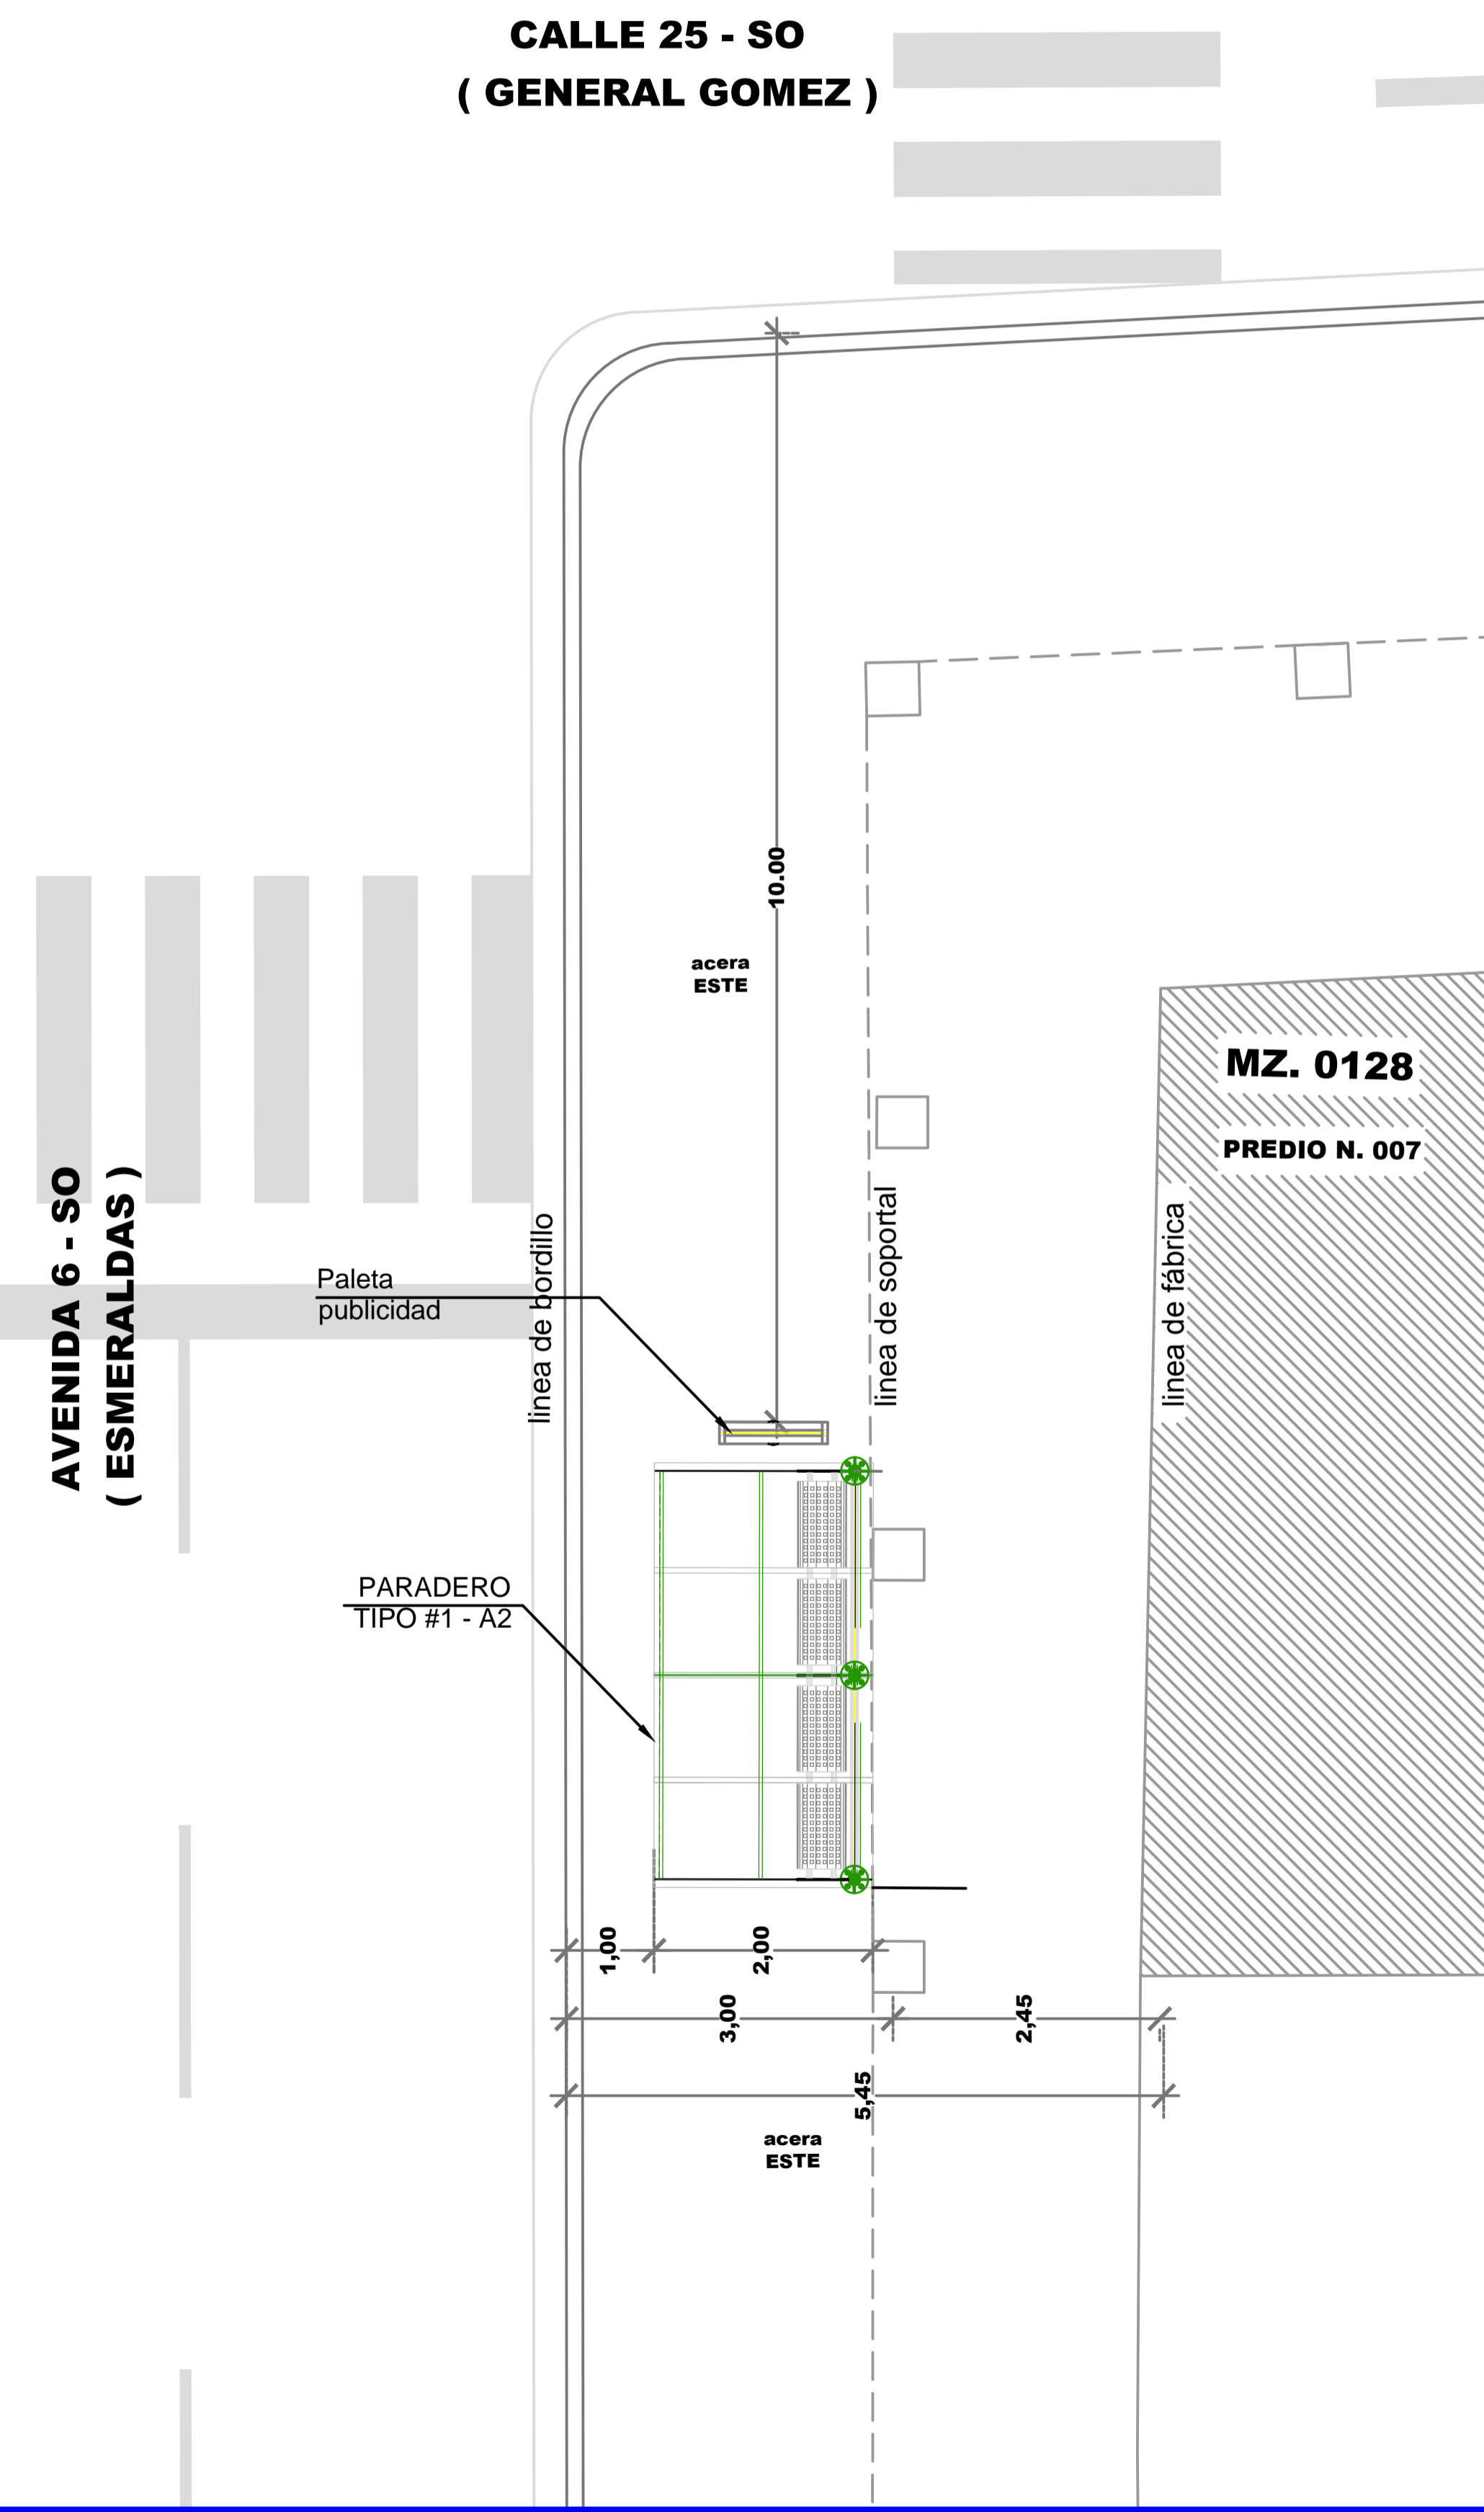 CALLE 25 - SO
( GENERAL GOMEZ )
10.00
acera
ESTE
MZ. 0128
PREDIO N. 007
AVENIDA 6 - SO
( ESMERALDAS )
linea de bordillo
linea de soportal
linea de fábrica
Paleta
publicidad
PARADERO
TIPO #1 - A2
1,00
2,00
3,00
2,45
5,45
acera
ESTE